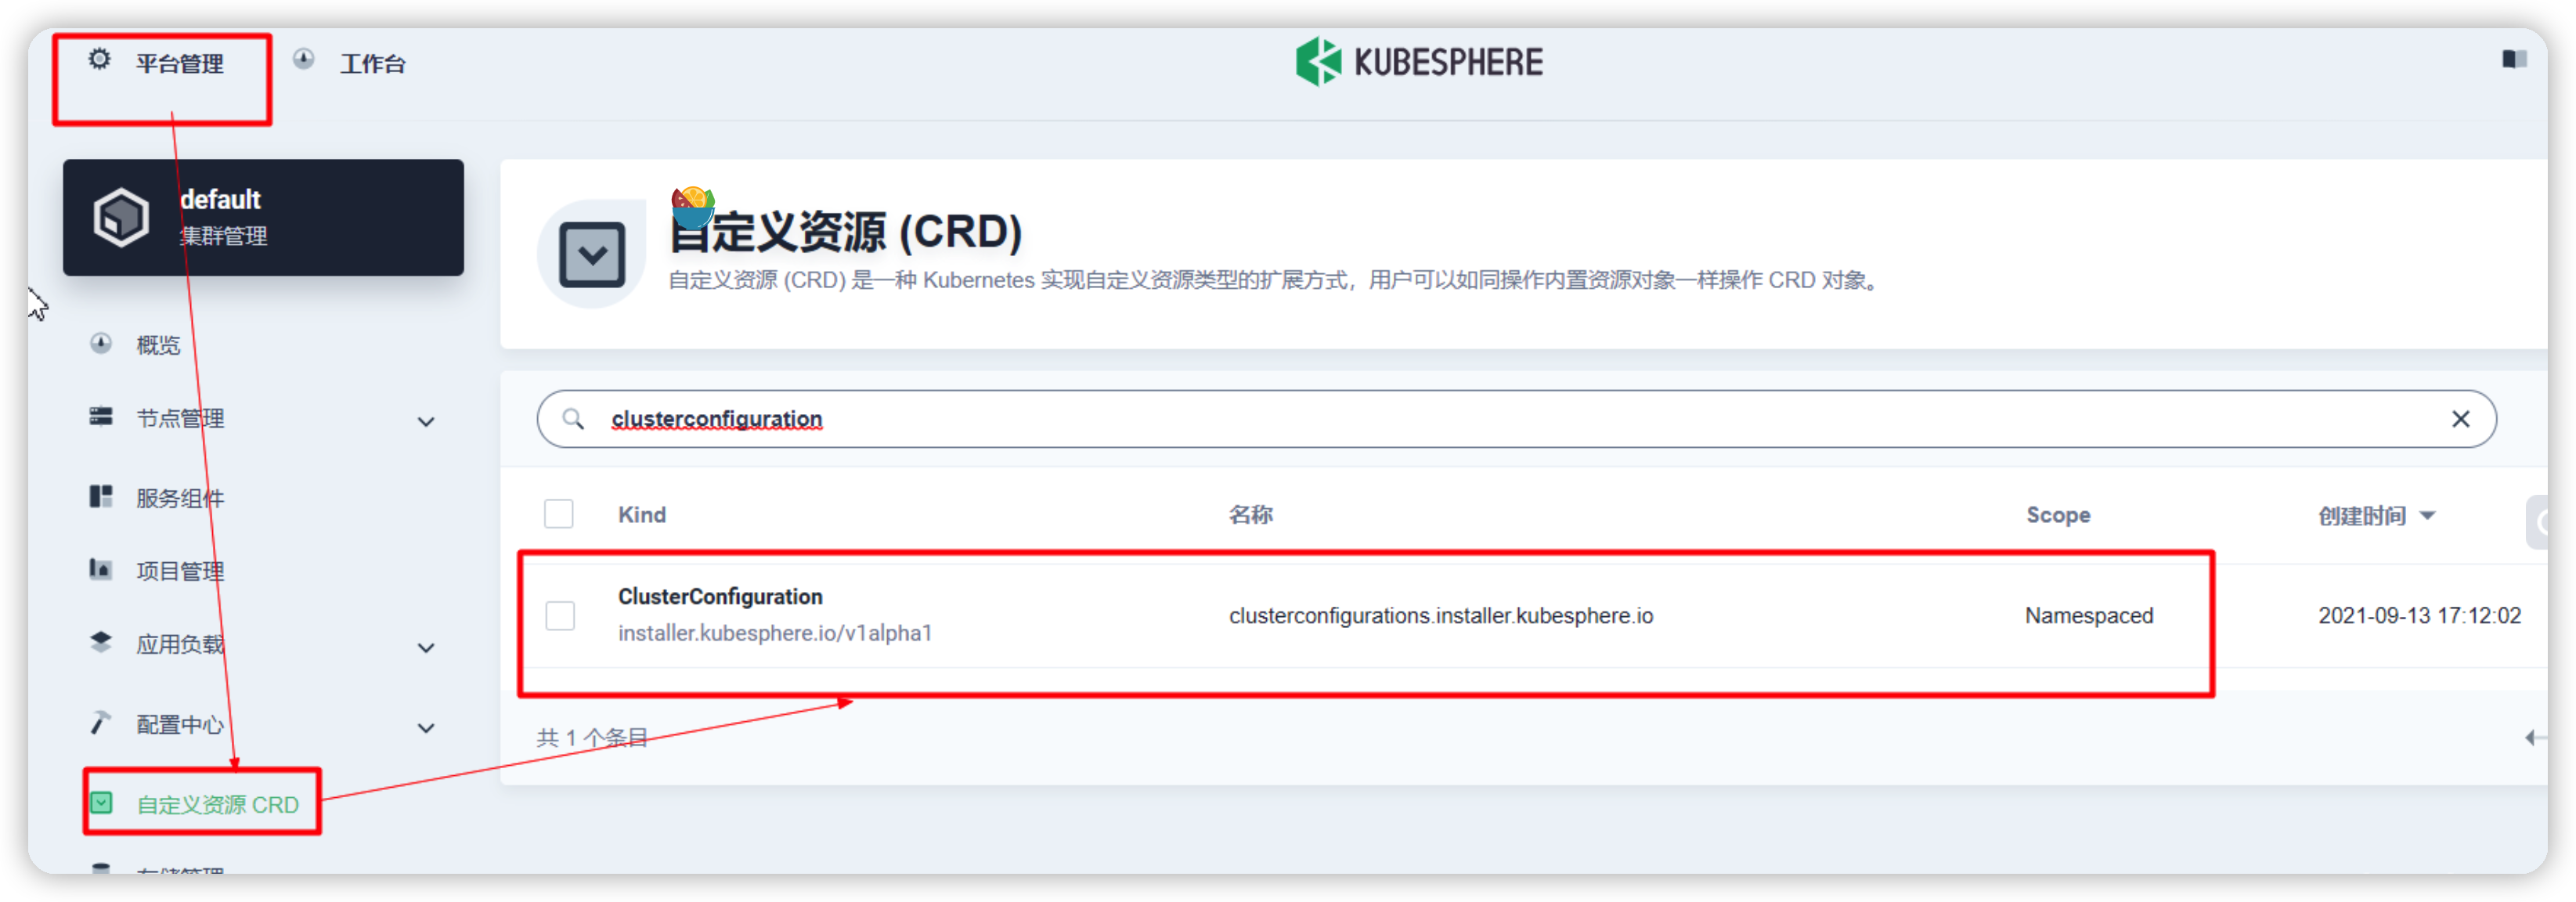 平台管理
工作台
KUBESPHERE
default
集群管理
自定义资源 (CRD)
自定义资源 (CRD) 是一种 Kubernetes 实现自定义资源类型的扩展方式，用户可以如同操作内置资源对象一样操作 CRD 对象。
概览
节点管理
服务组件
项目管理
应用负载
配置中心
自定义资源 CRD
存储管理
clusterconfiguration
Kind 名称 Scope 创建时间
ClusterConfiguration
installer.kubesphere.io/v1alpha1
clusterconfigurations.installer.kubesphere.io Namespaced 2021-09-13 17:12:02
共 1 个条目